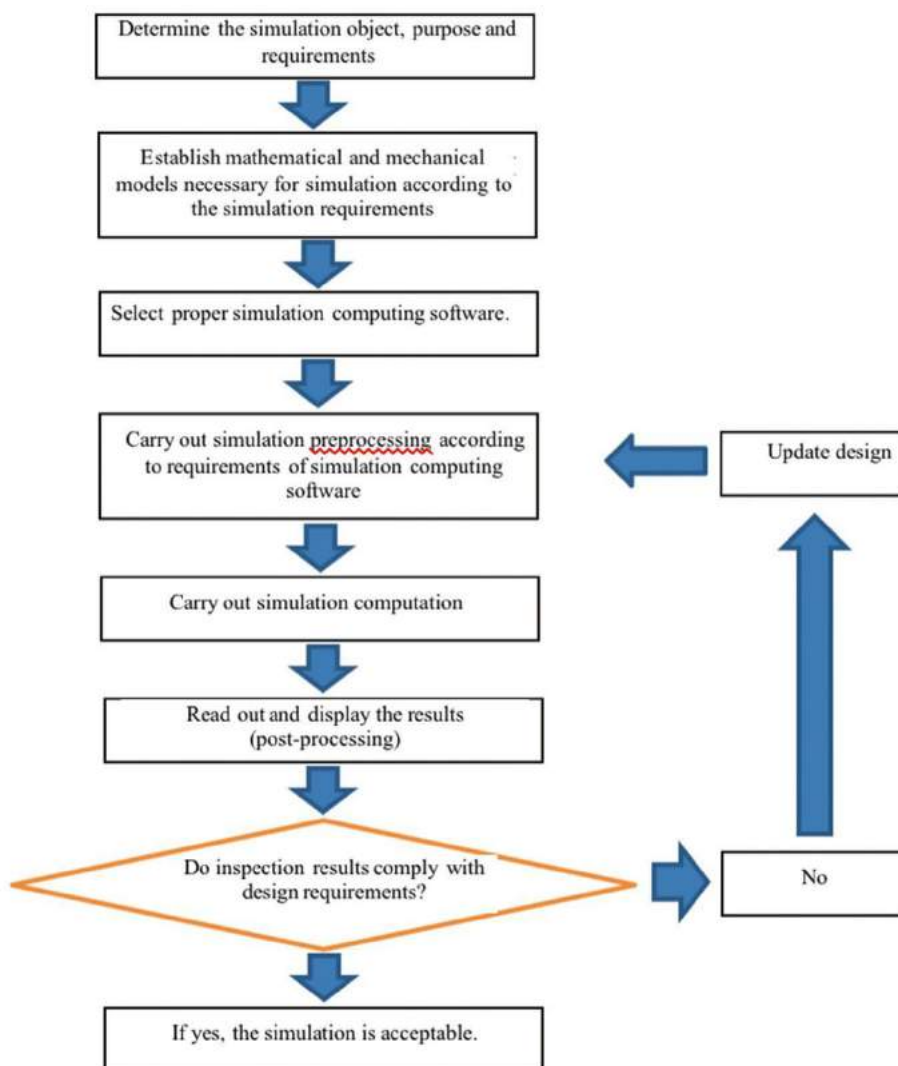 Determine the simulation object, purpose and
requirements
Establish mathematical and mechanical
models necessary for simulation according to
the simulation requirements
Select proper simulation computing software.
Carry out simulation preprocessing according
to requirements of simulation computing
software
Update design
Carry out simulation computation
Read out and display the results
(post-processing)
Do inspection results comply with
design requirements?
No
If yes, the simulation is acceptable.